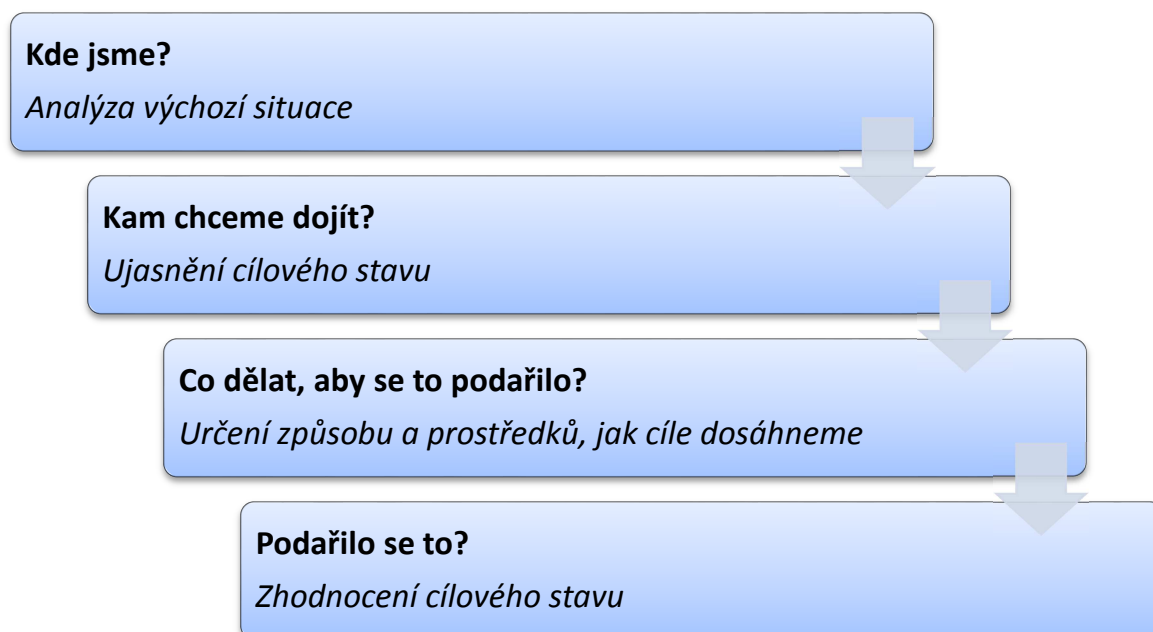 Kde jsme?
Analýza výchozí situace
Kam chceme dojít?
Ujasnění cílového stavu
Co dělat, aby se to podařilo?
Určení způsobu a prostředků, jak cíle dosáhneme
Podařilo se to?
Zhodnocení cílového stavu